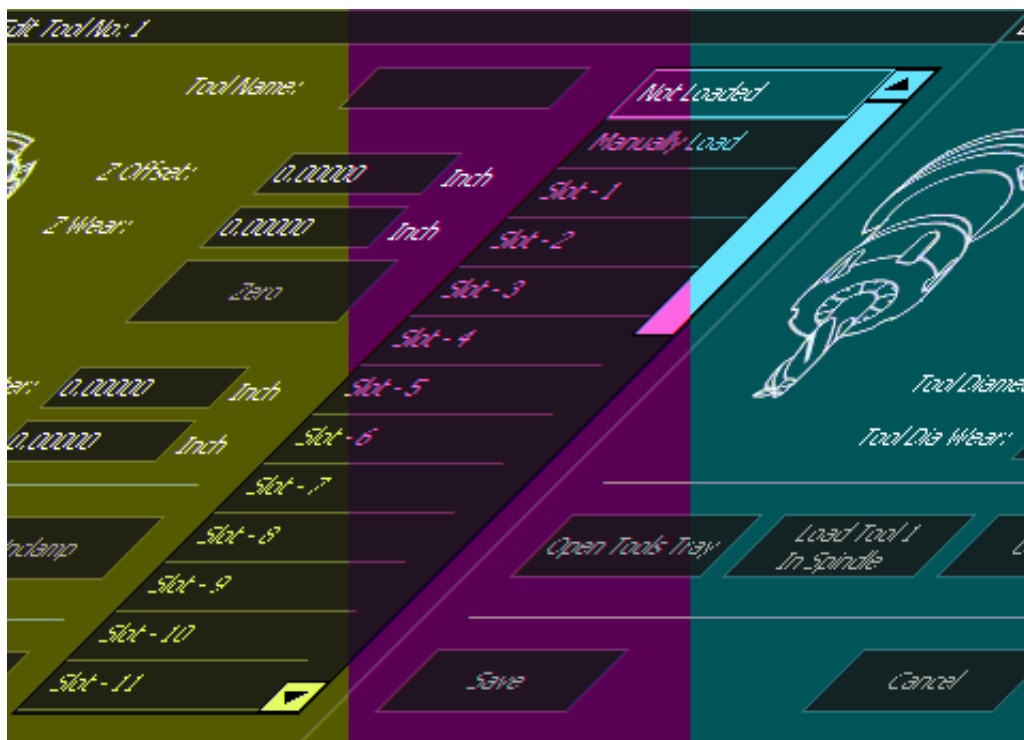 Edit Tool No: 1
Tool Name:
Not Loaded
Manually Load
Z Offset: 0.00000 Inch
Slot - 1
Z Wear: 0.00000 Inch
Slot - 2
Zero
Slot - 3
Slot - 4
0.00000 Inch
Slot - 5
Tool Diame
0.00000 Inch
Slot - 6
Tool Dia Wear:
Slot - 7
Slot - 8
Open Tools Tray
Load Tool 1
In Spindle
Slot - 9
Slot - 10
Slot - 11
Save
Cancel